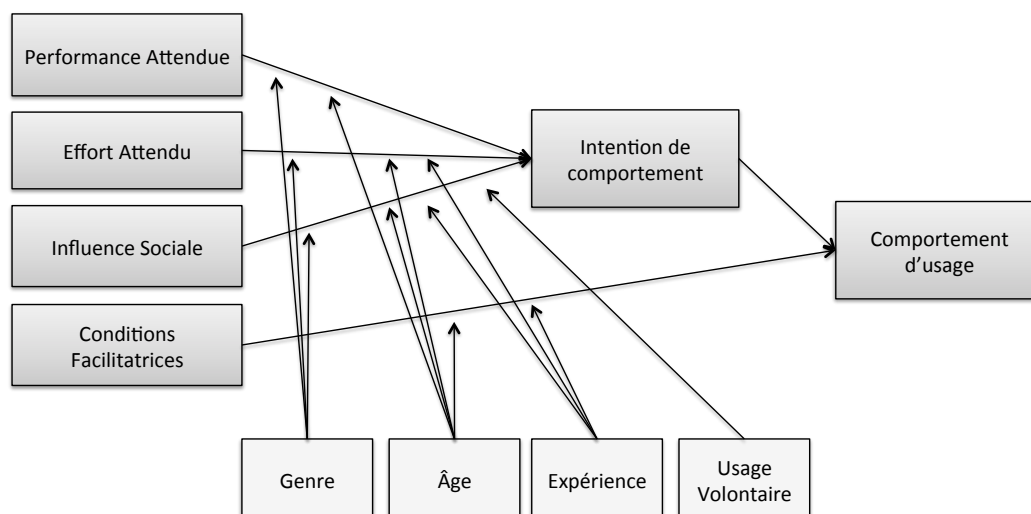 Performance Attendue
Effort Attendu
Influence Sociale
Conditions
Facilitatrices
Intention de
comportement
Comportement
d’usage
Genre
Âge
Expérience
Usage
Volontaire